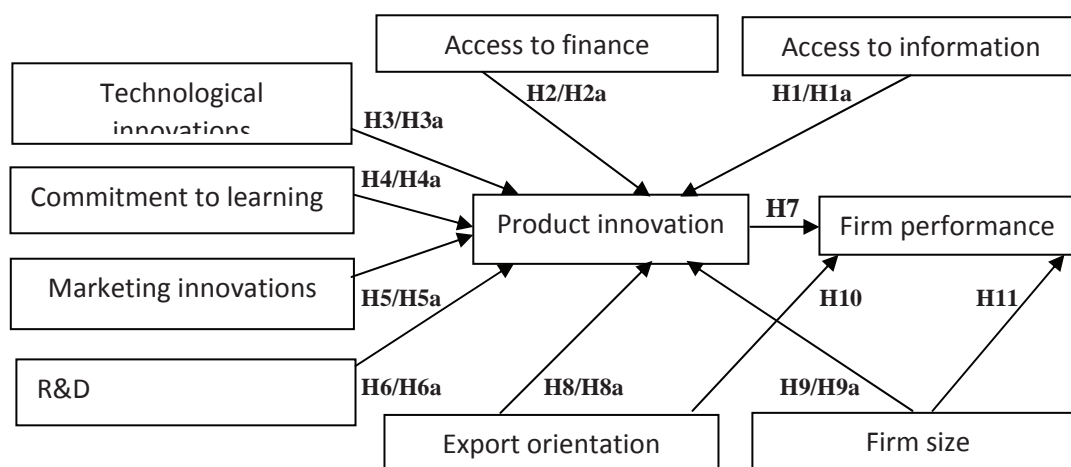 Access to finance
Access to information
Technological
innovations
H2/H2a
H1/H1a
H3/H3a
Commitment to learning
H4/H4a
Product innovation
H7
Firm performance
Marketing innovations
H5/H5a
H10
H11
R&D
H6/H6a
H8/H8a
H9/H9a
Export orientation
Firm size